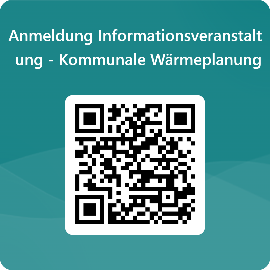 Anmeldung Informationsveranstalt
ung - Kommunale Wärmeplanung